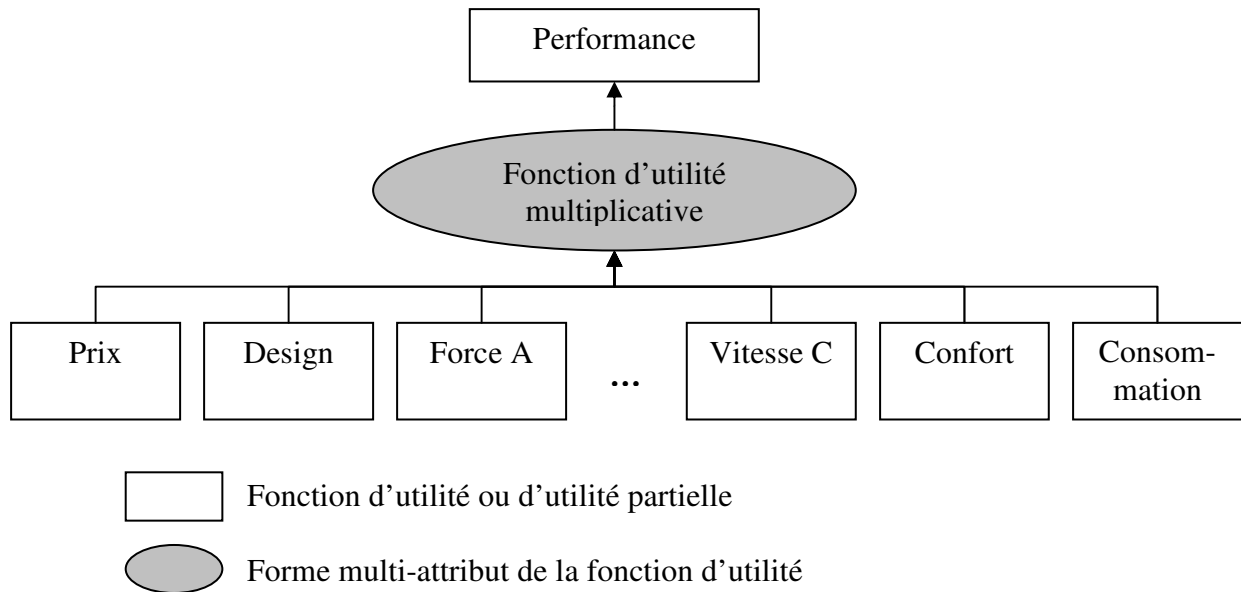 Performance
Fonction d’utilité
multiplicative
Prix
Design
Force A
...
Vitesse C
Confort
Consom-
mation
Fonction d’utilité ou d’utilité partielle
Forme multi-attribut de la fonction d’utilité